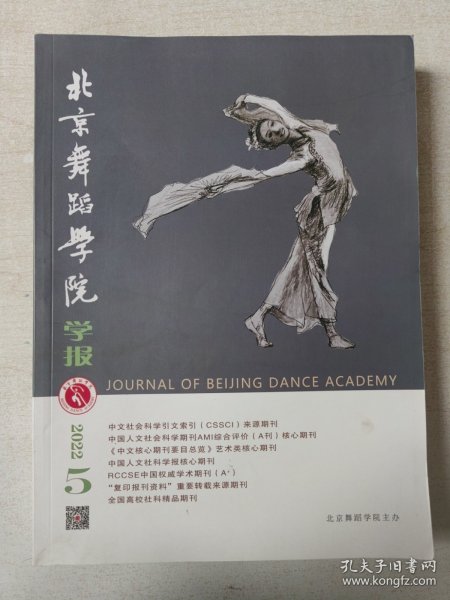 北京舞蹈学院
学报
JOURNAL OF BEIJING DANCE ACADEMY
2022
5
中文社会科学引文索引(CSSCI)来源期刊
中国人文社会科学期刊AMI综合评价(A刊)核心期刊
《中文核心期刊要目总览》艺术类核心期刊
中国人文社科学报核心期刊
RCCSE中国权威学术期刊(A+)
“复印报刊资料”重要转载来源期刊
全国高校社科精品期刊
北京舞蹈学院主办
孔夫子旧书网
www.kongfz.com